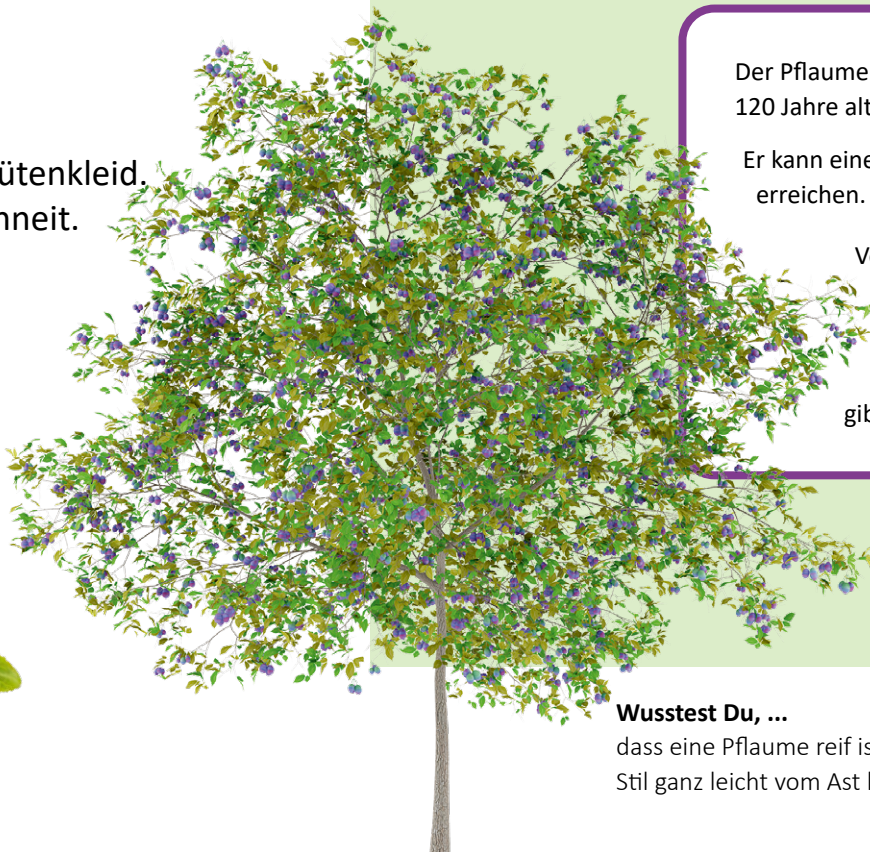 ütenkleid.
nneit.
Der Pflaume
120 Jahre alt
Er kann eine
erreichen.
V
gib
Wusstest Du, ...
dass eine Pflaume reif is
Stil ganz leicht vom Ast l